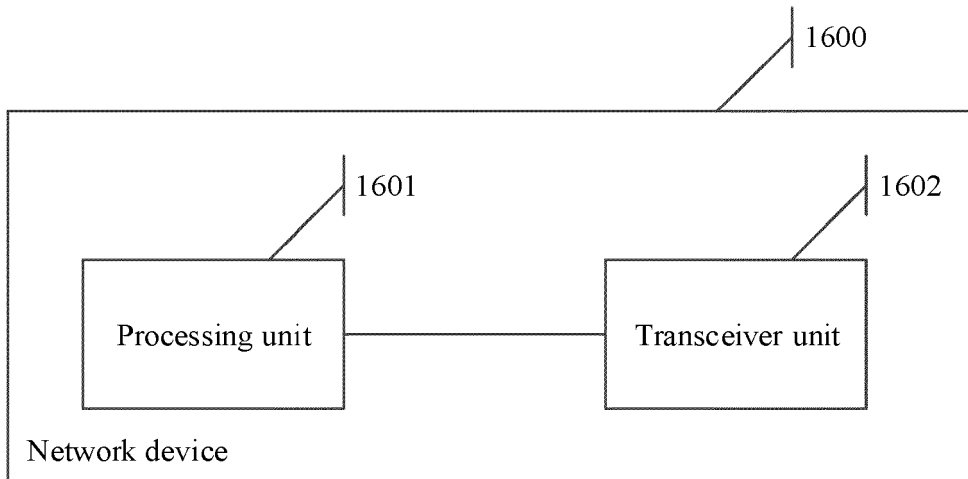 1600
1601
1602
Processing unit
Transceiver unit
Network device